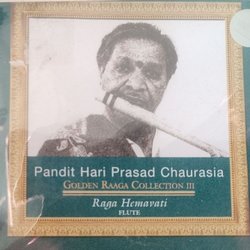 Pandit Hari Prasad Chaurasia
GOLDEN RAAGA COLLECTION III
Raga Hemavati
FLUTE